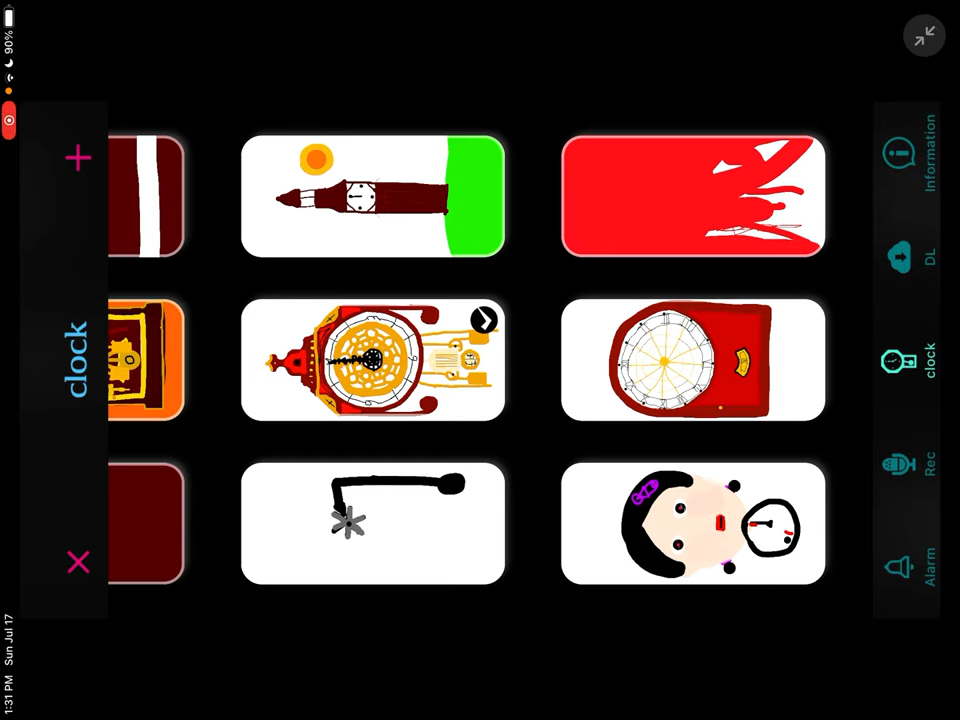 1:31 PM Sun Jul 17
90%
clock
Alarm
Rec
clock
DL
Information